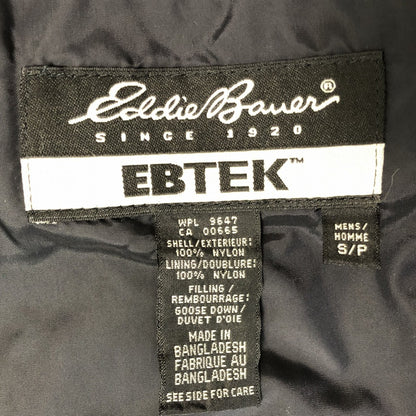 Eddie Bauer®
SINCE 1920
EBTEK™
WPL 9647
CA 00665
SHELL/EXTERIEUR:
100% NYLON
LINING/DOUBLURE:
100% NYLON
FILLING/
REMBOURRAGE:
GOOSE DOWN/
DUVET D'OIE
MADE IN
BANGLADESH
FABRIQUE AU
BANGLADESH
SEE SIDE FOR CARE
MENS/
HOMME
S/P